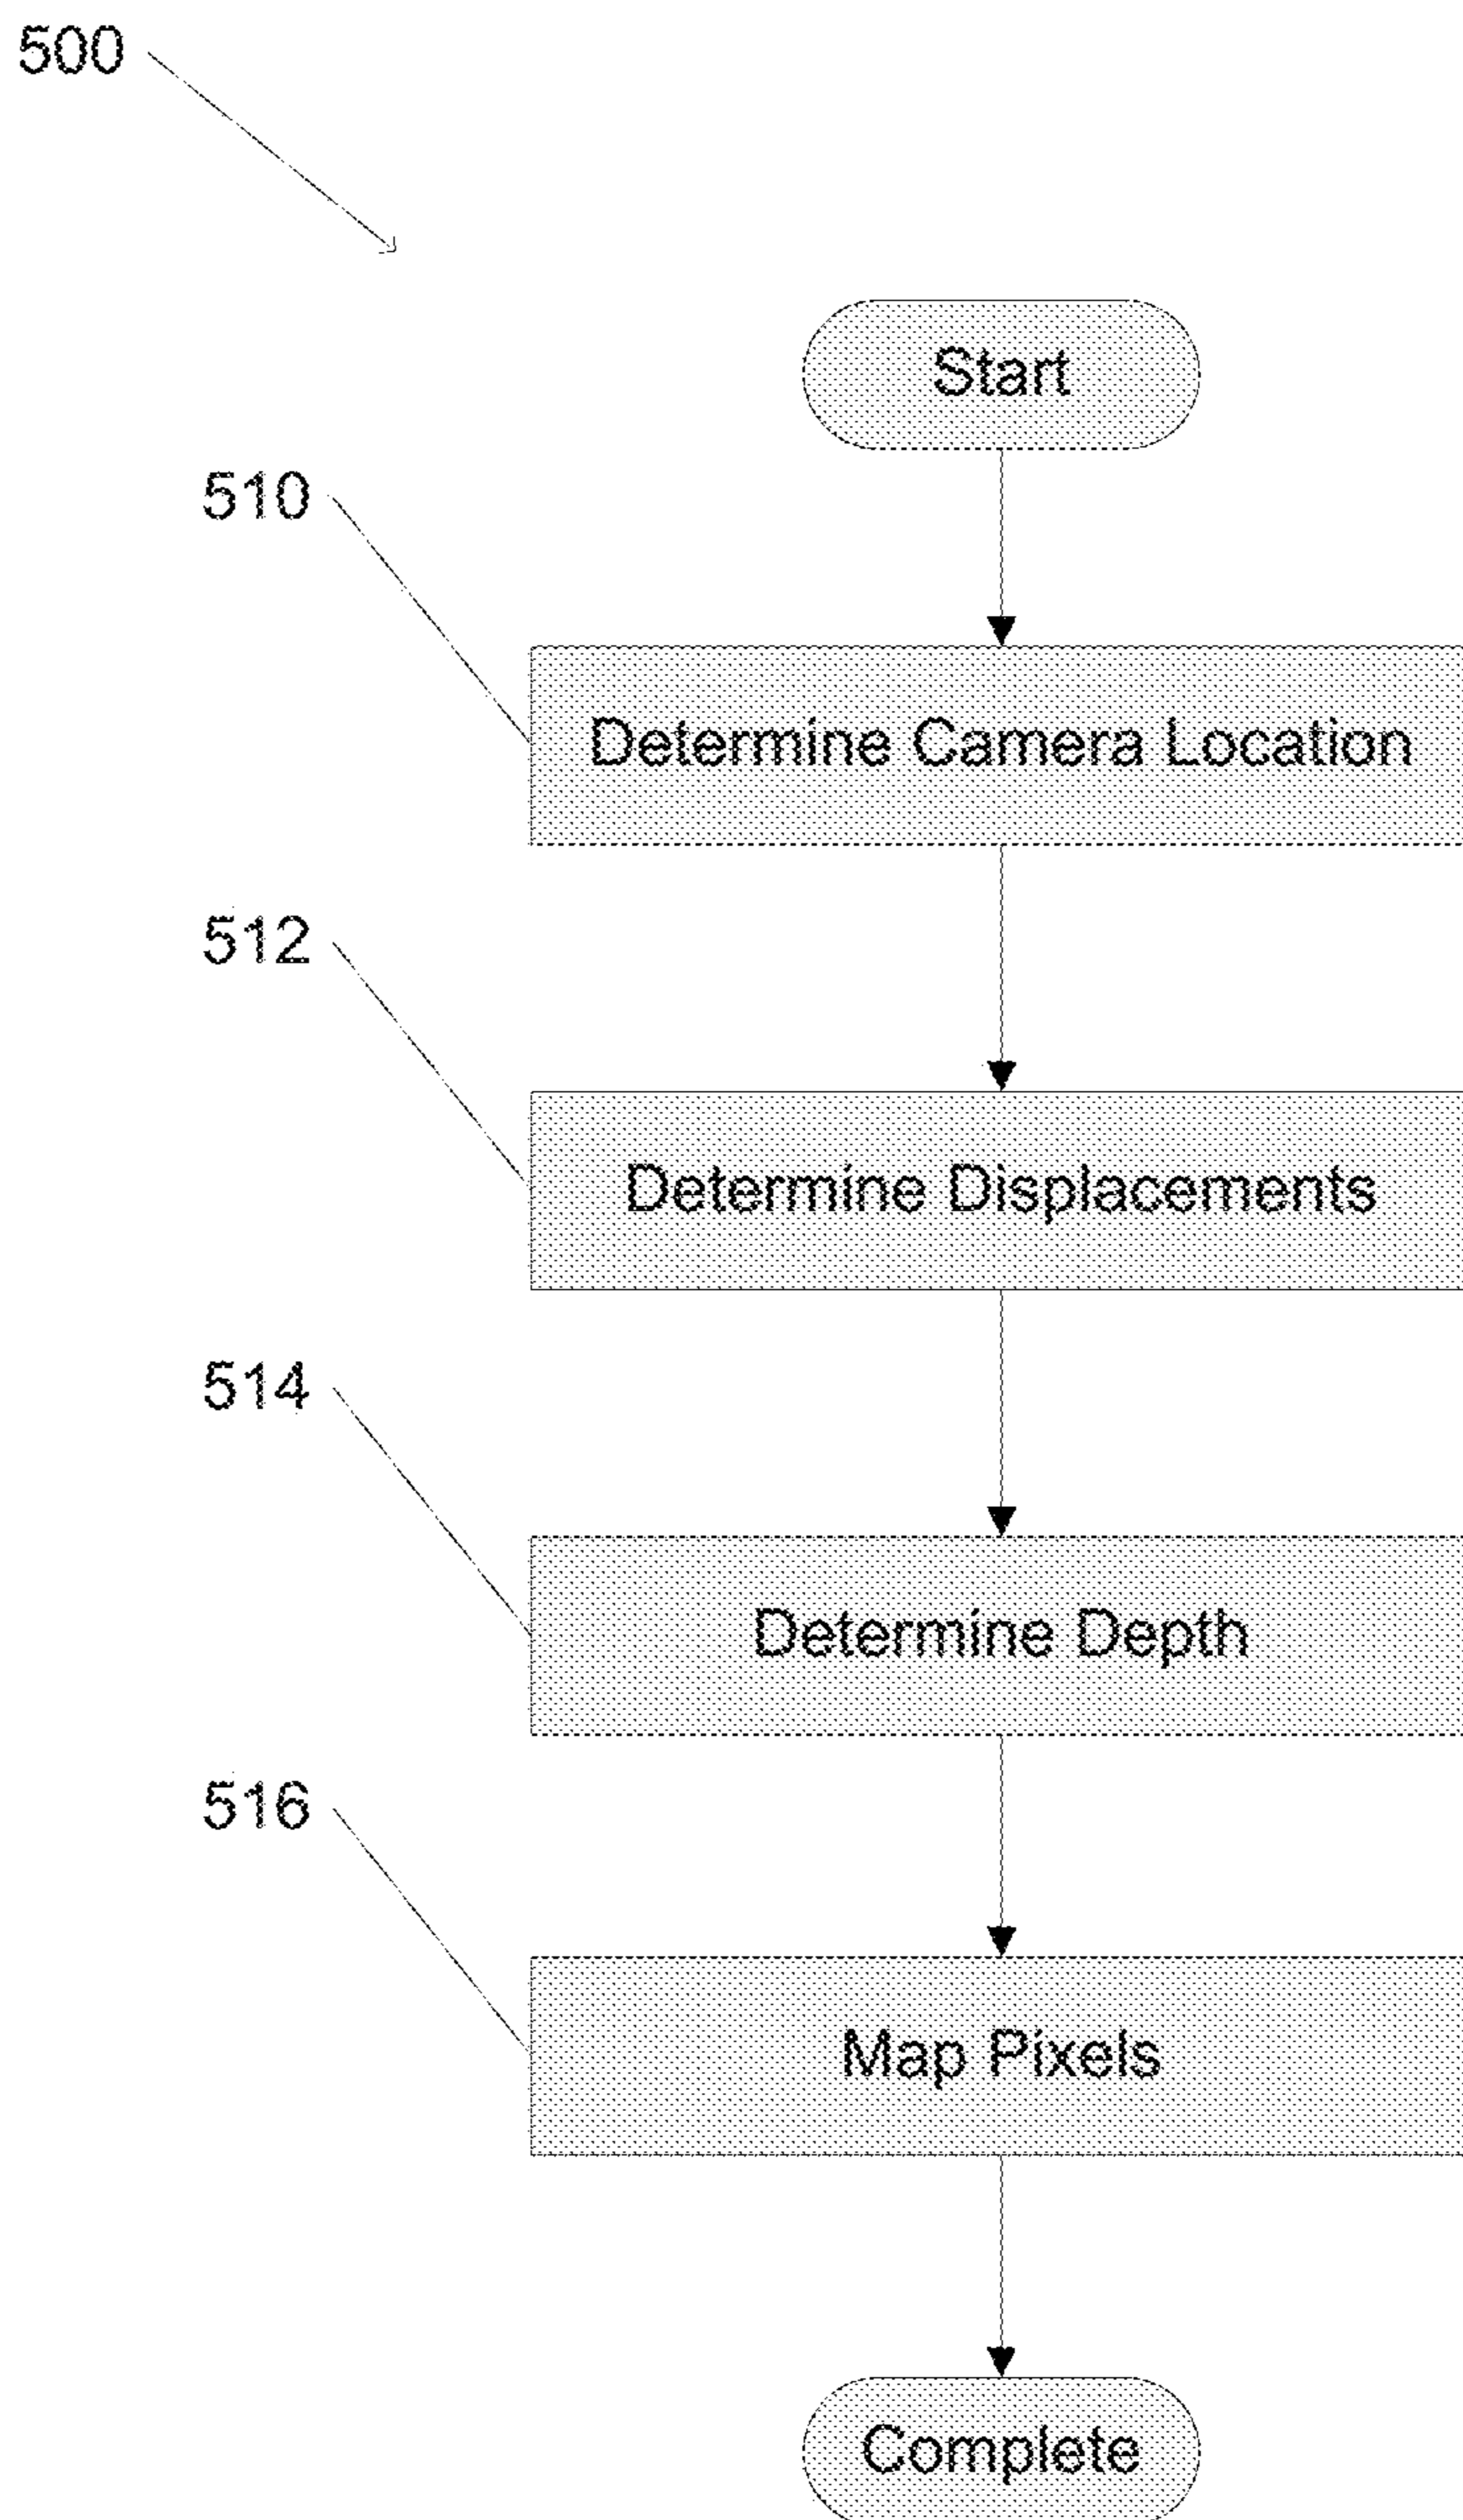 500
Start
510
Determine Camera Location
512
Determine Displacements
514
Determine Depth
516
Map Pixels
Complete